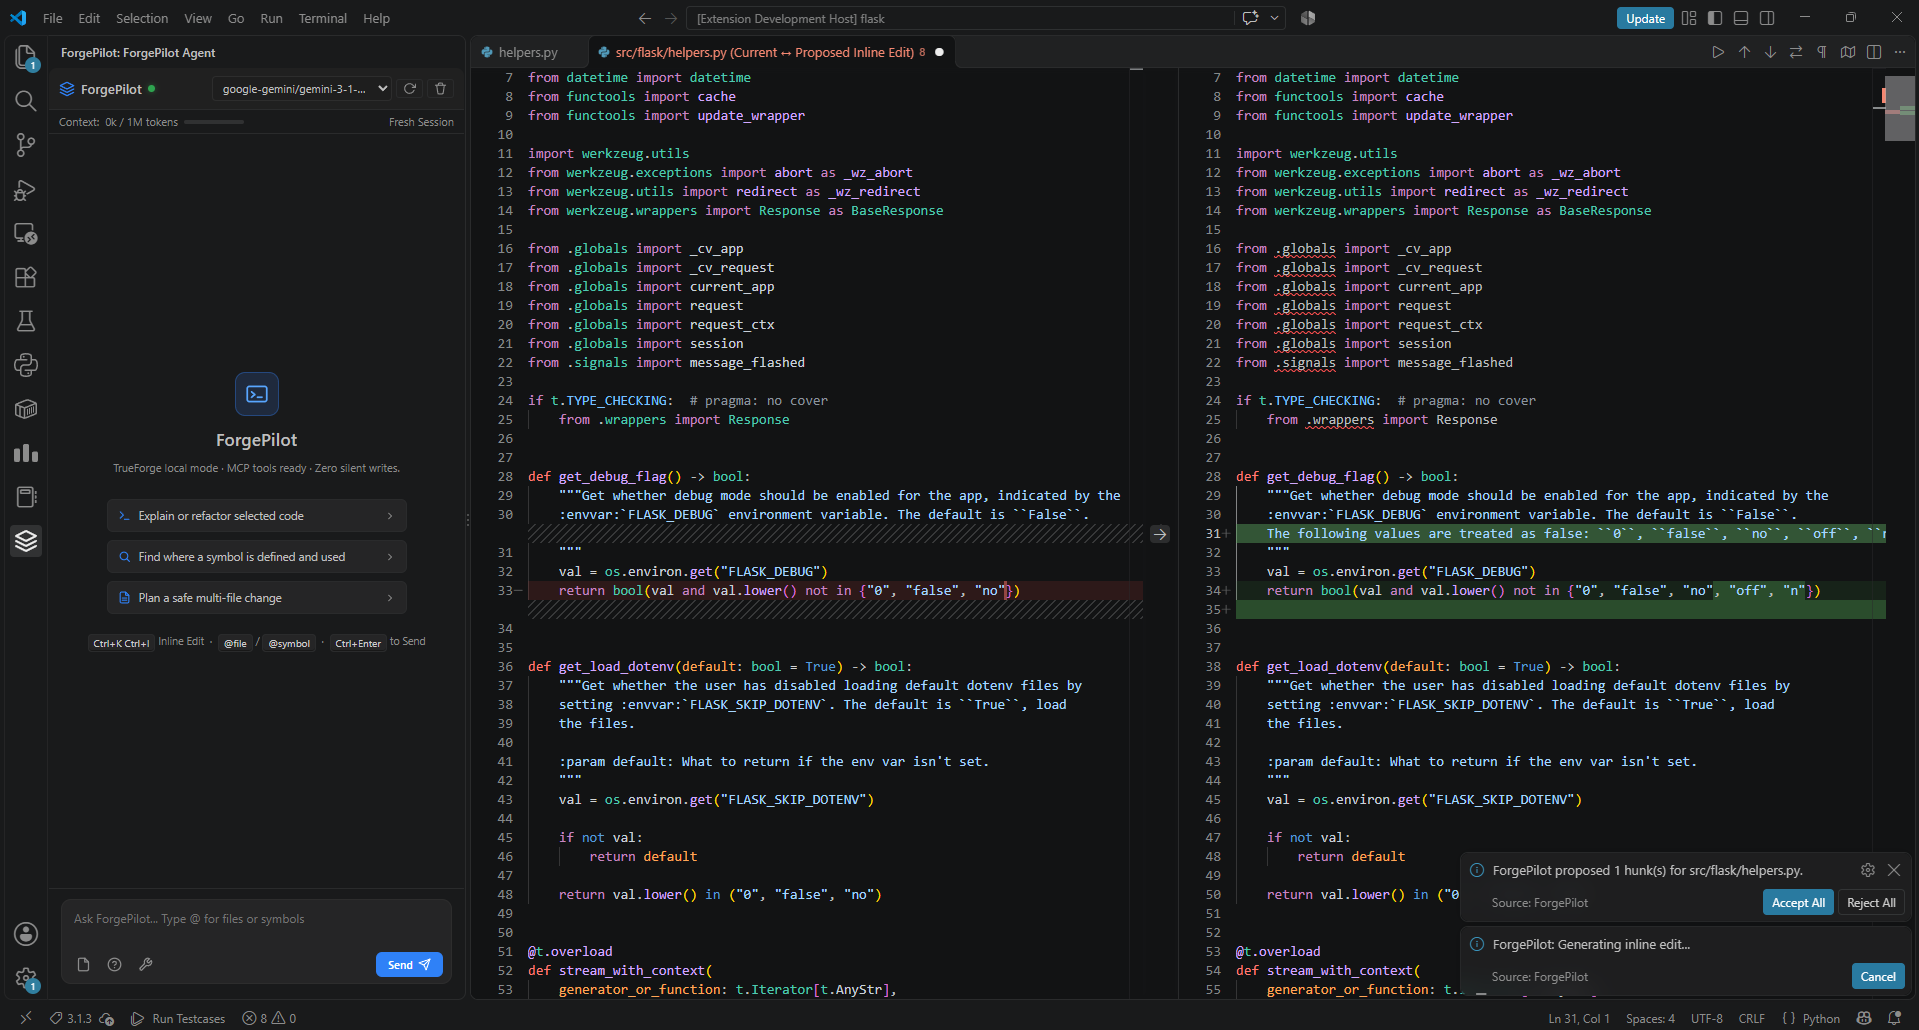 File Edit Selection View Go Run Terminal Help
[Extension Development Host] flask
Update
ForgePilot: ForgePilot Agent
ForgePilot
google-gemini/gemini-3-1-...
Context: 0k / 1M tokens
Fresh Session
ForgePilot
TrueForge local mode · MCP tools ready · Zero silent writes.
Explain or refactor selected code
Find where a symbol is defined and used
Plan a safe multi-file change
Ctrl+K Ctrl+I Inline Edit · @file / @symbol · Ctrl+Enter to Send
Ask ForgePilot... Type @ for files or symbols
Send
1
1
helpers.py
src/flask/helpers.py (Current ↔ Proposed Inline Edit) 8
7 from datetime import datetime
8 from functools import cache
9 from functools import update_wrapper
10
11 import werkzeug.utils
12 from werkzeug.exceptions import abort as _wz_abort
13 from werkzeug.utils import redirect as _wz_redirect
14 from werkzeug.wrappers import Response as BaseResponse
15
16 from .globals import _cv_app
17 from .globals import _cv_request
18 from .globals import current_app
19 from .globals import request
20 from .globals import request_ctx
21 from .globals import session
22 from .signals import message_flashed
23
24 if t.TYPE_CHECKING:  # pragma: no cover
25     from .wrappers import Response
26
27
28 def get_debug_flag() -> bool:
29     """Get whether debug mode should be enabled for the app, indicated by the
30     :envvar:`FLASK_DEBUG` environment variable. The default is ``False``.
31     """
32     val = os.environ.get("FLASK_DEBUG")
33−    return bool(val and val.lower() not in {"0", "false", "no"})
34
35
36 def get_load_dotenv(default: bool = True) -> bool:
37     """Get whether the user has disabled loading default dotenv files by
38     setting :envvar:`FLASK_SKIP_DOTENV`. The default is ``True``, load
39     the files.
40
41     :param default: What to return if the env var isn't set.
42     """
43     val = os.environ.get("FLASK_SKIP_DOTENV")
44
45     if not val:
46         return default
47
48     return val.lower() in ("0", "false", "no")
49
50
51 @t.overload
52 def stream_with_context(
53     generator_or_function: t.Iterator[t.AnyStr],
7 from datetime import datetime
8 from functools import cache
9 from functools import update_wrapper
10
11 import werkzeug.utils
12 from werkzeug.exceptions import abort as _wz_abort
13 from werkzeug.utils import redirect as _wz_redirect
14 from werkzeug.wrappers import Response as BaseResponse
15
16 from .globals import _cv_app
17 from .globals import _cv_request
18 from .globals import current_app
19 from .globals import request
20 from .globals import request_ctx
21 from .globals import session
22 from .signals import message_flashed
23
24 if t.TYPE_CHECKING:  # pragma: no cover
25     from .wrappers import Response
26
27
28 def get_debug_flag() -> bool:
29     """Get whether debug mode should be enabled for the app, indicated by the
30     :envvar:`FLASK_DEBUG` environment variable. The default is ``False``.
31+    The following values are treated as false: ``0``, ``false``, ``no``, ``off``, ``
32     """
33     val = os.environ.get("FLASK_DEBUG")
34+    return bool(val and val.lower() not in {"0", "false", "no", "off", "n"})
35+
36
37
38 def get_load_dotenv(default: bool = True) -> bool:
39     """Get whether the user has disabled loading default dotenv files by
40     setting :envvar:`FLASK_SKIP_DOTENV`. The default is ``True``, load
41     the files.
42
43     :param default: What to return if the env var isn't set.
44     """
45     val = os.environ.get("FLASK_SKIP_DOTENV")
46
47     if not val:
48         return default
49
50     return val.lower() in ("0
51
52
53 @t.overload
54 def stream_with_context(
55     generator_or_function: t.
ForgePilot proposed 1 hunk(s) for src/flask/helpers.py.
Source: ForgePilot
Accept All
Reject All
ForgePilot: Generating inline edit...
Source: ForgePilot
Cancel
3.1.3
Run Testcases
8 0
Ln 31, Col 1
Spaces: 4
UTF-8
CRLF
{ } Python